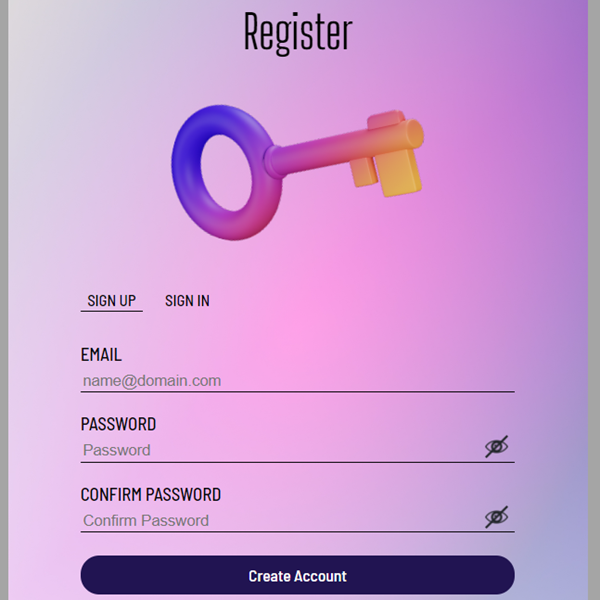 Register
SIGN UP SIGN IN
EMAIL
name@domain.com
PASSWORD
Password
CONFIRM PASSWORD
Confirm Password
Create Account